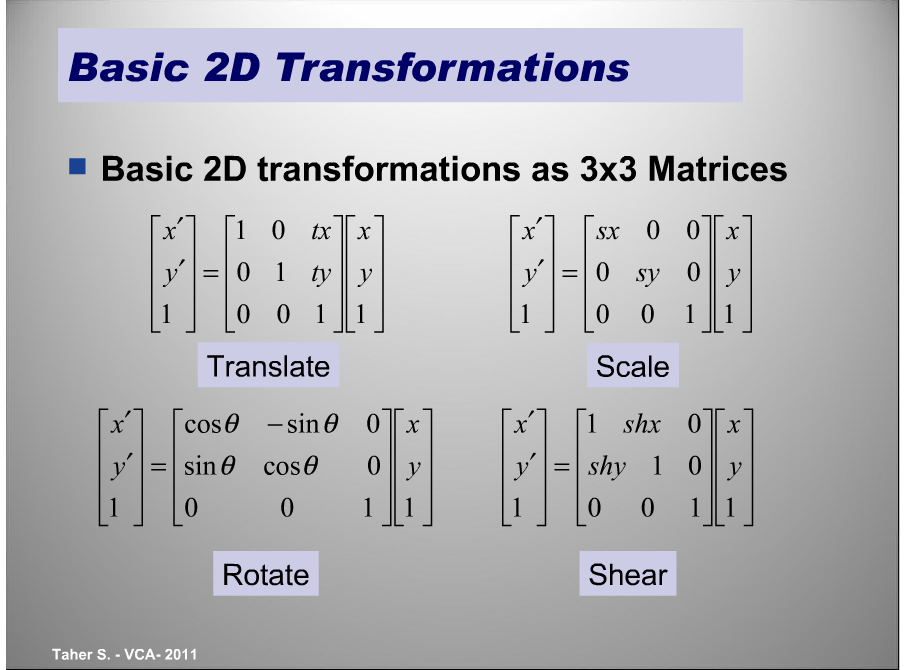 Basic 2D Transformations
■ Basic 2D transformations as 3x3 Matrices
[x′ y′ 1] = [1 0 tx; 0 1 ty; 0 0 1] [x y 1]
[x′ y′ 1] = [sx 0 0; 0 sy 0; 0 0 1] [x y 1]
Translate
Scale
[x′ y′ 1] = [cosθ −sinθ 0; sinθ cosθ 0; 0 0 1] [x y 1]
[x′ y′ 1] = [1 shx 0; shy 1 0; 0 0 1] [x y 1]
Rotate
Shear
Taher S. - VCA- 2011